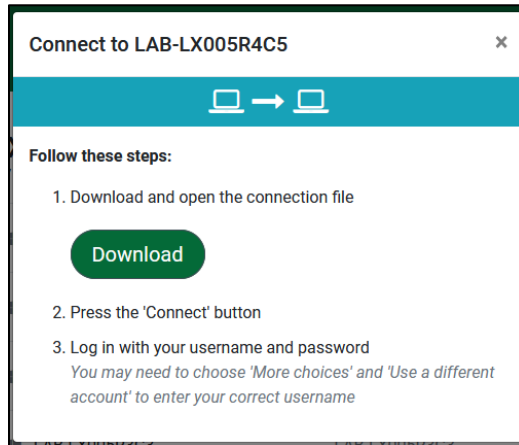 Connect to LAB-LX005R4C5 ×
Follow these steps:
1. Download and open the connection file
Download
2. Press the 'Connect' button
3. Log in with your username and password
You may need to choose 'More choices' and 'Use a different
account' to enter your correct username